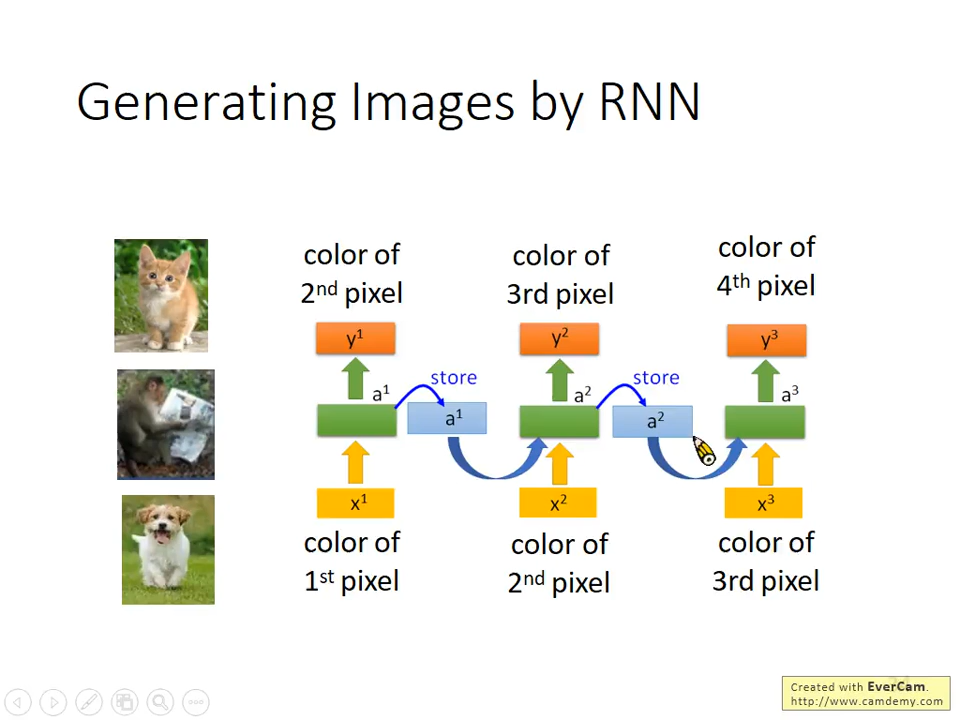 Generating Images by RNN
color of
2nd pixel
color of
3rd pixel
color of
4th pixel
y1
y2
y3
a1
store
a1
a2
store
a2
a3
x1
x2
x3
color of
1st pixel
color of
2nd pixel
color of
3rd pixel
Created with EverCam.
http://www.camdemy.com